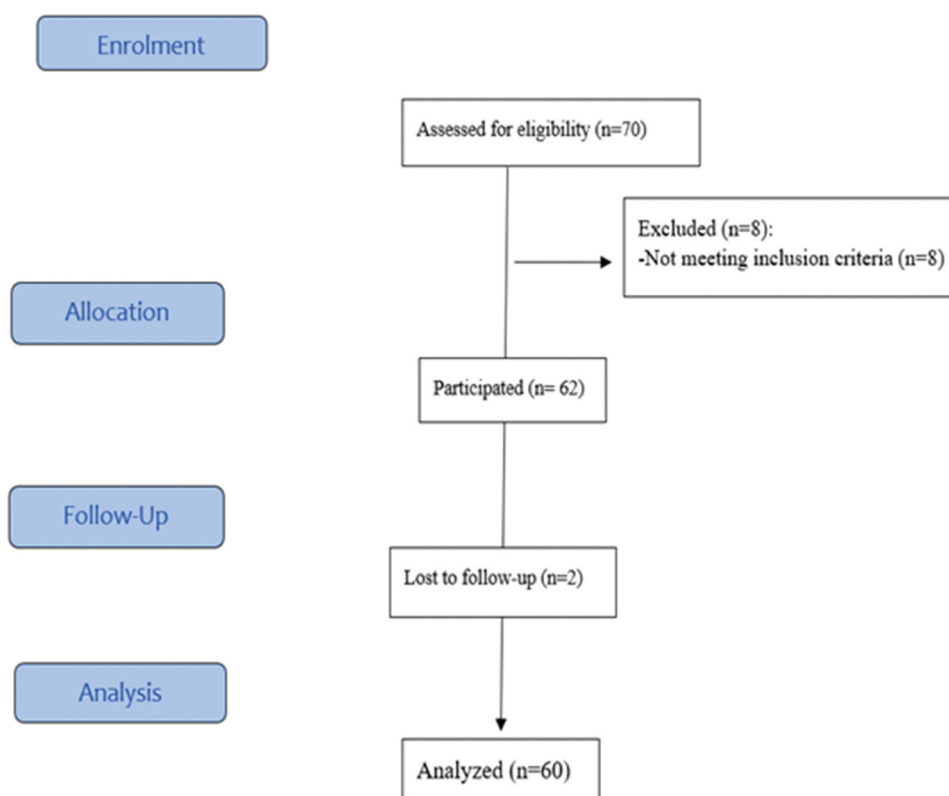 Enrolment
Assessed for eligibility (n=70)
Excluded (n=8):
-Not meeting inclusion criteria (n=8)
Allocation
Participated (n= 62)
Follow-Up
Lost to follow-up (n=2)
Analysis
Analyzed (n=60)